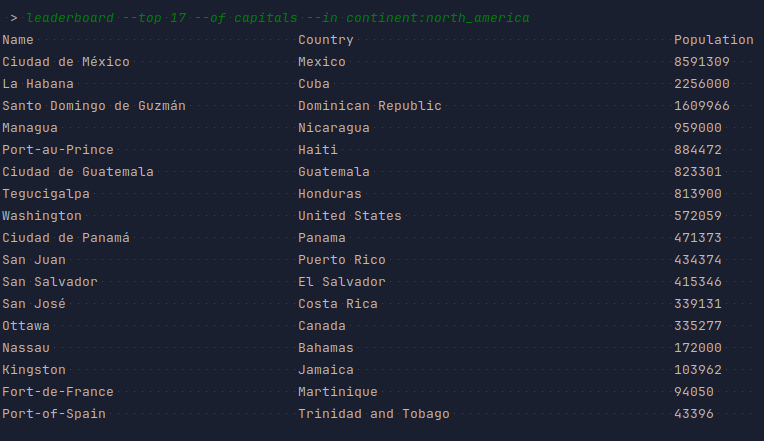 > leaderboard --top 17 --of capitals --in continent:north_america
Name Country Population
Ciudad de México Mexico 8591309
La Habana Cuba 2256000
Santo Domingo de Guzmán Dominican Republic 1609966
Managua Nicaragua 959000
Port-au-Prince Haiti 884472
Ciudad de Guatemala Guatemala 823301
Tegucigalpa Honduras 813900
Washington United States 572059
Ciudad de Panamá Panama 471373
San Juan Puerto Rico 434374
San Salvador El Salvador 415346
San José Costa Rica 339131
Ottawa Canada 335277
Nassau Bahamas 172000
Kingston Jamaica 103962
Fort-de-France Martinique 94050
Port-of-Spain Trinidad and Tobago 43396